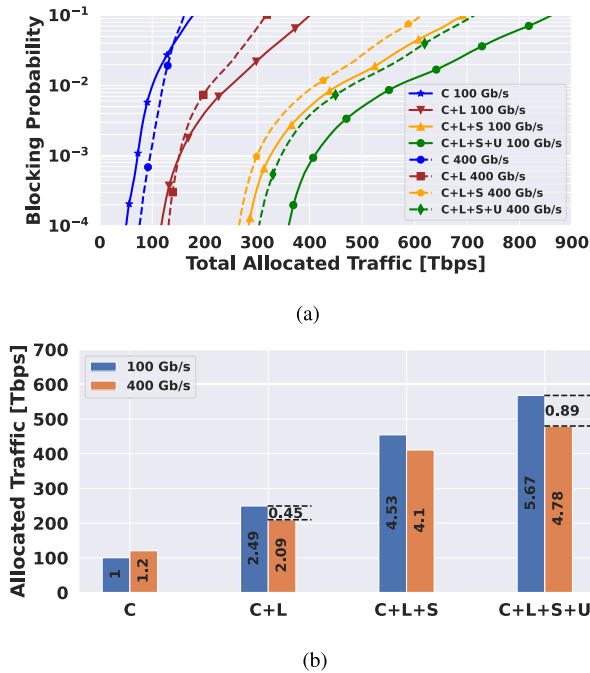 10⁻¹
10⁻²
10⁻³
10⁻⁴
Blocking Probability
C 100 Gb/s
C+L 100 Gb/s
C+L+S 100 Gb/s
C+L+S+U 100 Gb/s
C 400 Gb/s
C+L 400 Gb/s
C+L+S 400 Gb/s
C+L+S+U 400 Gb/s
0 100 200 300 400 500 600 700 800 900
Total Allocated Traffic [Tbps]
(a)
700
600
500
400
300
200
100
0
Allocated Traffic [Tbps]
100 Gb/s
400 Gb/s
1
1.2
2.49
2.09
0.45
4.53
4.1
5.67
4.78
0.89
C C+L C+L+S C+L+S+U
(b)